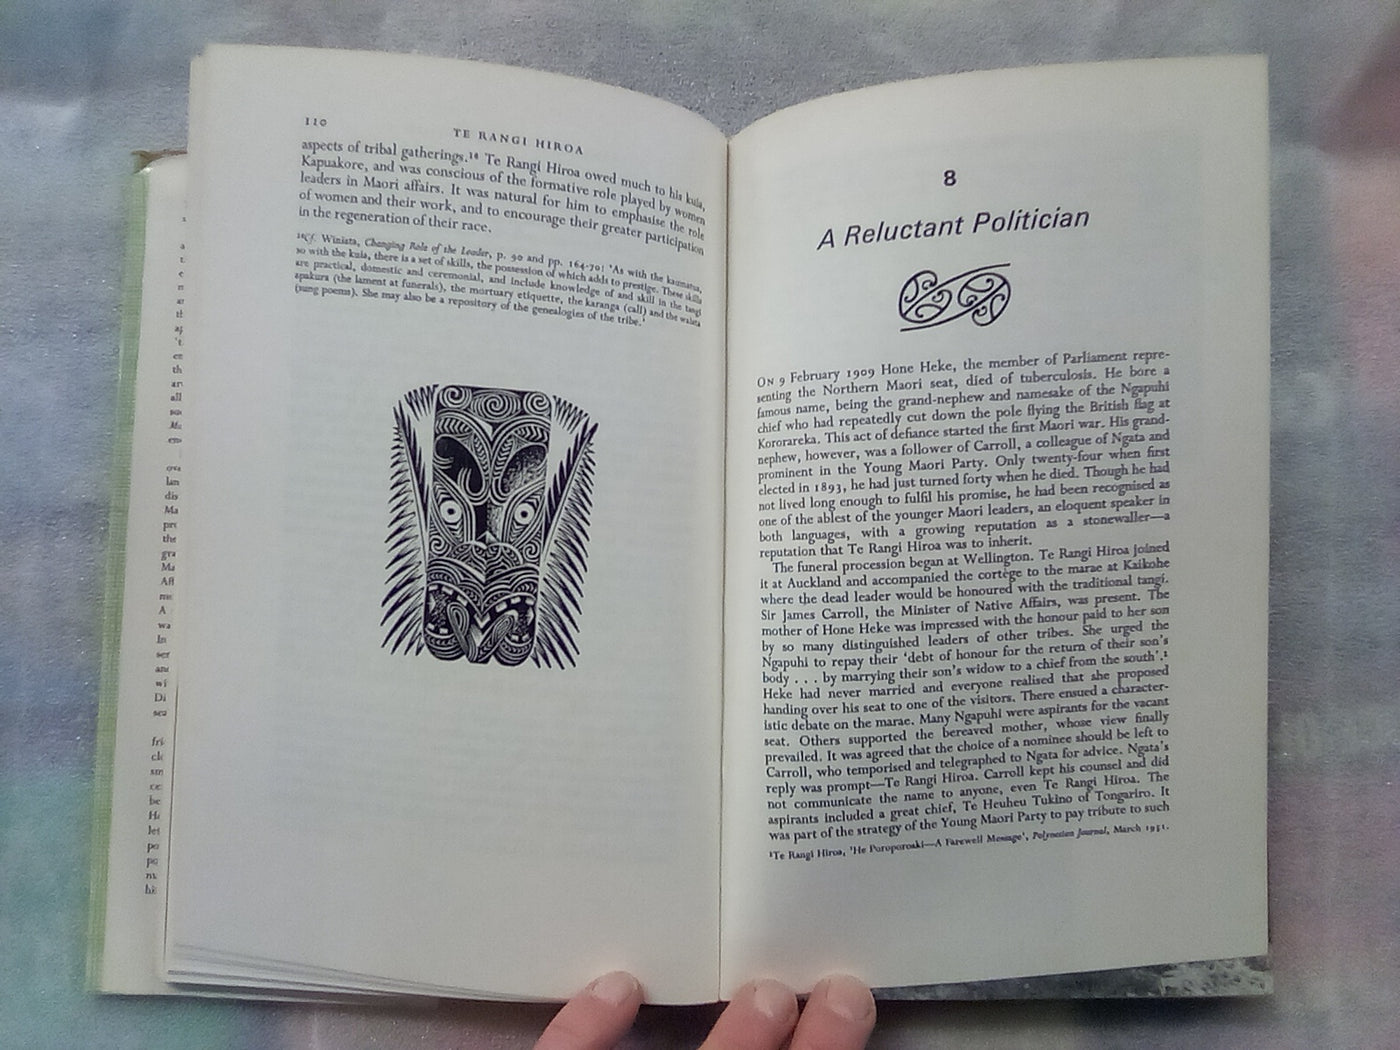 110
TE RANGI HIROA
aspects of tribal gatherings.18 Te Rangi Hiroa owed much to his kuia,
Kapuakore, and was conscious of the formative role played by women
leaders in Maori affairs. It was natural for him to emphasise the role
of women and their work, and to encourage their greater participation
in the regeneration of their race.
18Cf. Winiata, Changing Role of the Leader, p. 90 and pp. 164-70: 'As with the kaumatua,
so with the kuia, there is a set of skills, the possession of which adds to prestige. These skills
are practical, domestic and ceremonial, and include knowledge of and skill in the tangi
apakura (the lament at funerals), the mortuary etiquette, the karanga (call) and the waiata
(sung poems). She may also be a repository of the genealogies of the tribe.'
8
A Reluctant Politician
ON 9 February 1909 Hone Heke, the member of Parliament repre-
senting the Northern Maori seat, died of tuberculosis. He bore a
famous name, being the grand-nephew and namesake of the Ngapuhi
chief who had repeatedly cut down the pole flying the British flag at
Kororareka. This act of defiance started the first Maori war. His grand-
nephew, however, was a follower of Carroll, a colleague of Ngata and
prominent in the Young Maori Party. Only twenty-four when first
elected in 1893, he had just turned forty when he died. Though he had
not lived long enough to fulfil his promise, he had been recognised as
one of the ablest of the younger Maori leaders, an eloquent speaker in
both languages, with a growing reputation as a stonewaller—a
reputation that Te Rangi Hiroa was to inherit.
The funeral procession began at Wellington. Te Rangi Hiroa joined
it at Auckland and accompanied the cortège to the marae at Kaikohe
where the dead leader would be honoured with the traditional tangi.
Sir James Carroll, the Minister of Native Affairs, was present. The
mother of Hone Heke was impressed with the honour paid to her son
by so many distinguished leaders of other tribes. She urged the
Ngapuhi to repay their 'debt of honour for the return of their son's
body . . . by marrying their son's widow to a chief from the south'.1
Heke had never married and everyone realised that she proposed
handing over his seat to one of the visitors. There ensued a character-
istic debate on the marae. Many Ngapuhi were aspirants for the vacant
seat. Others supported the bereaved mother, whose view finally
prevailed. It was agreed that the choice of a nominee should be left to
Carroll, who temporised and telegraphed to Ngata for advice. Ngata's
reply was prompt—Te Rangi Hiroa. Carroll kept his counsel and did
not communicate the name to anyone, even Te Rangi Hiroa. The
aspirants included a great chief, Te Heuheu Tukino of Tongariro. It
was part of the strategy of the Young Maori Party to pay tribute to such
1Te Rangi Hiroa, 'He Poroporoaki—A Farewell Message', Polynesian Journal, March 1951.